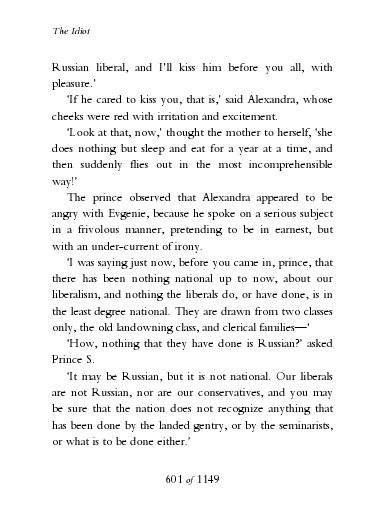 The Idiot
Russian liberal, and I'll kiss him before you all, with
pleasure.'
'If he cared to kiss you, that is,' said Alexandra, whose
cheeks were red with irritation and excitement.
'Look at that, now,' thought the mother to herself, 'she
does nothing but sleep and eat for a year at a time, and
then suddenly flies out in the most incomprehensible
way!'
The prince observed that Alexandra appeared to be
angry with Evgenie, because he spoke on a serious subject
in a frivolous manner, pretending to be in earnest, but
with an under-current of irony.
'I was saying just now, before you came in, prince, that
there has been nothing national up to now, about our
liberalism, and nothing the liberals do, or have done, is in
the least degree national. They are drawn from two classes
only, the old landowning class, and clerical families—'
'How, nothing that they have done is Russian?' asked
Prince S.
'It may be Russian, but it is not national. Our liberals
are not Russian, nor are our conservatives, and you may
be sure that the nation does not recognize anything that
has been done by the landed gentry, or by the seminarists,
or what is to be done either.'
601 of 1149